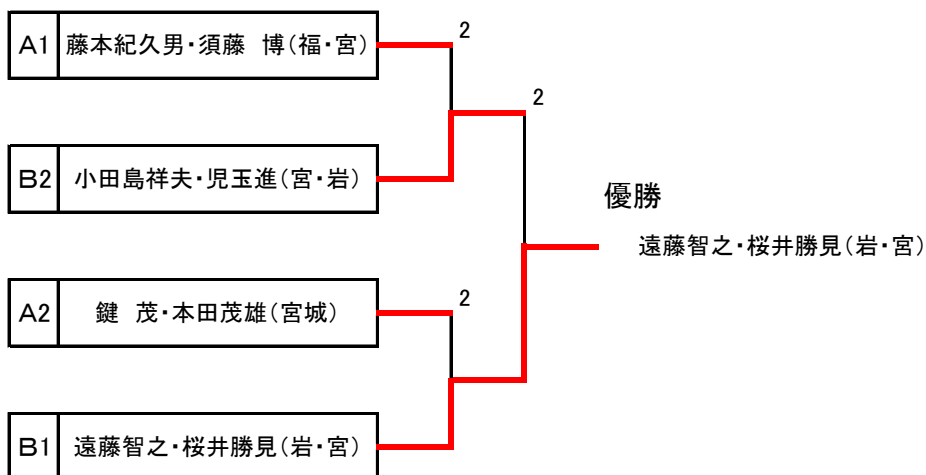 A1 藤本紀久男・須藤 博(福・宮)
2
2
B2 小田島祥夫・児玉進(宮・岩)
優勝
遠藤智之・桜井勝見(岩・宮)
A2 鍵 茂・本田茂雄(宮城)
2
B1 遠藤智之・桜井勝見(岩・宮)